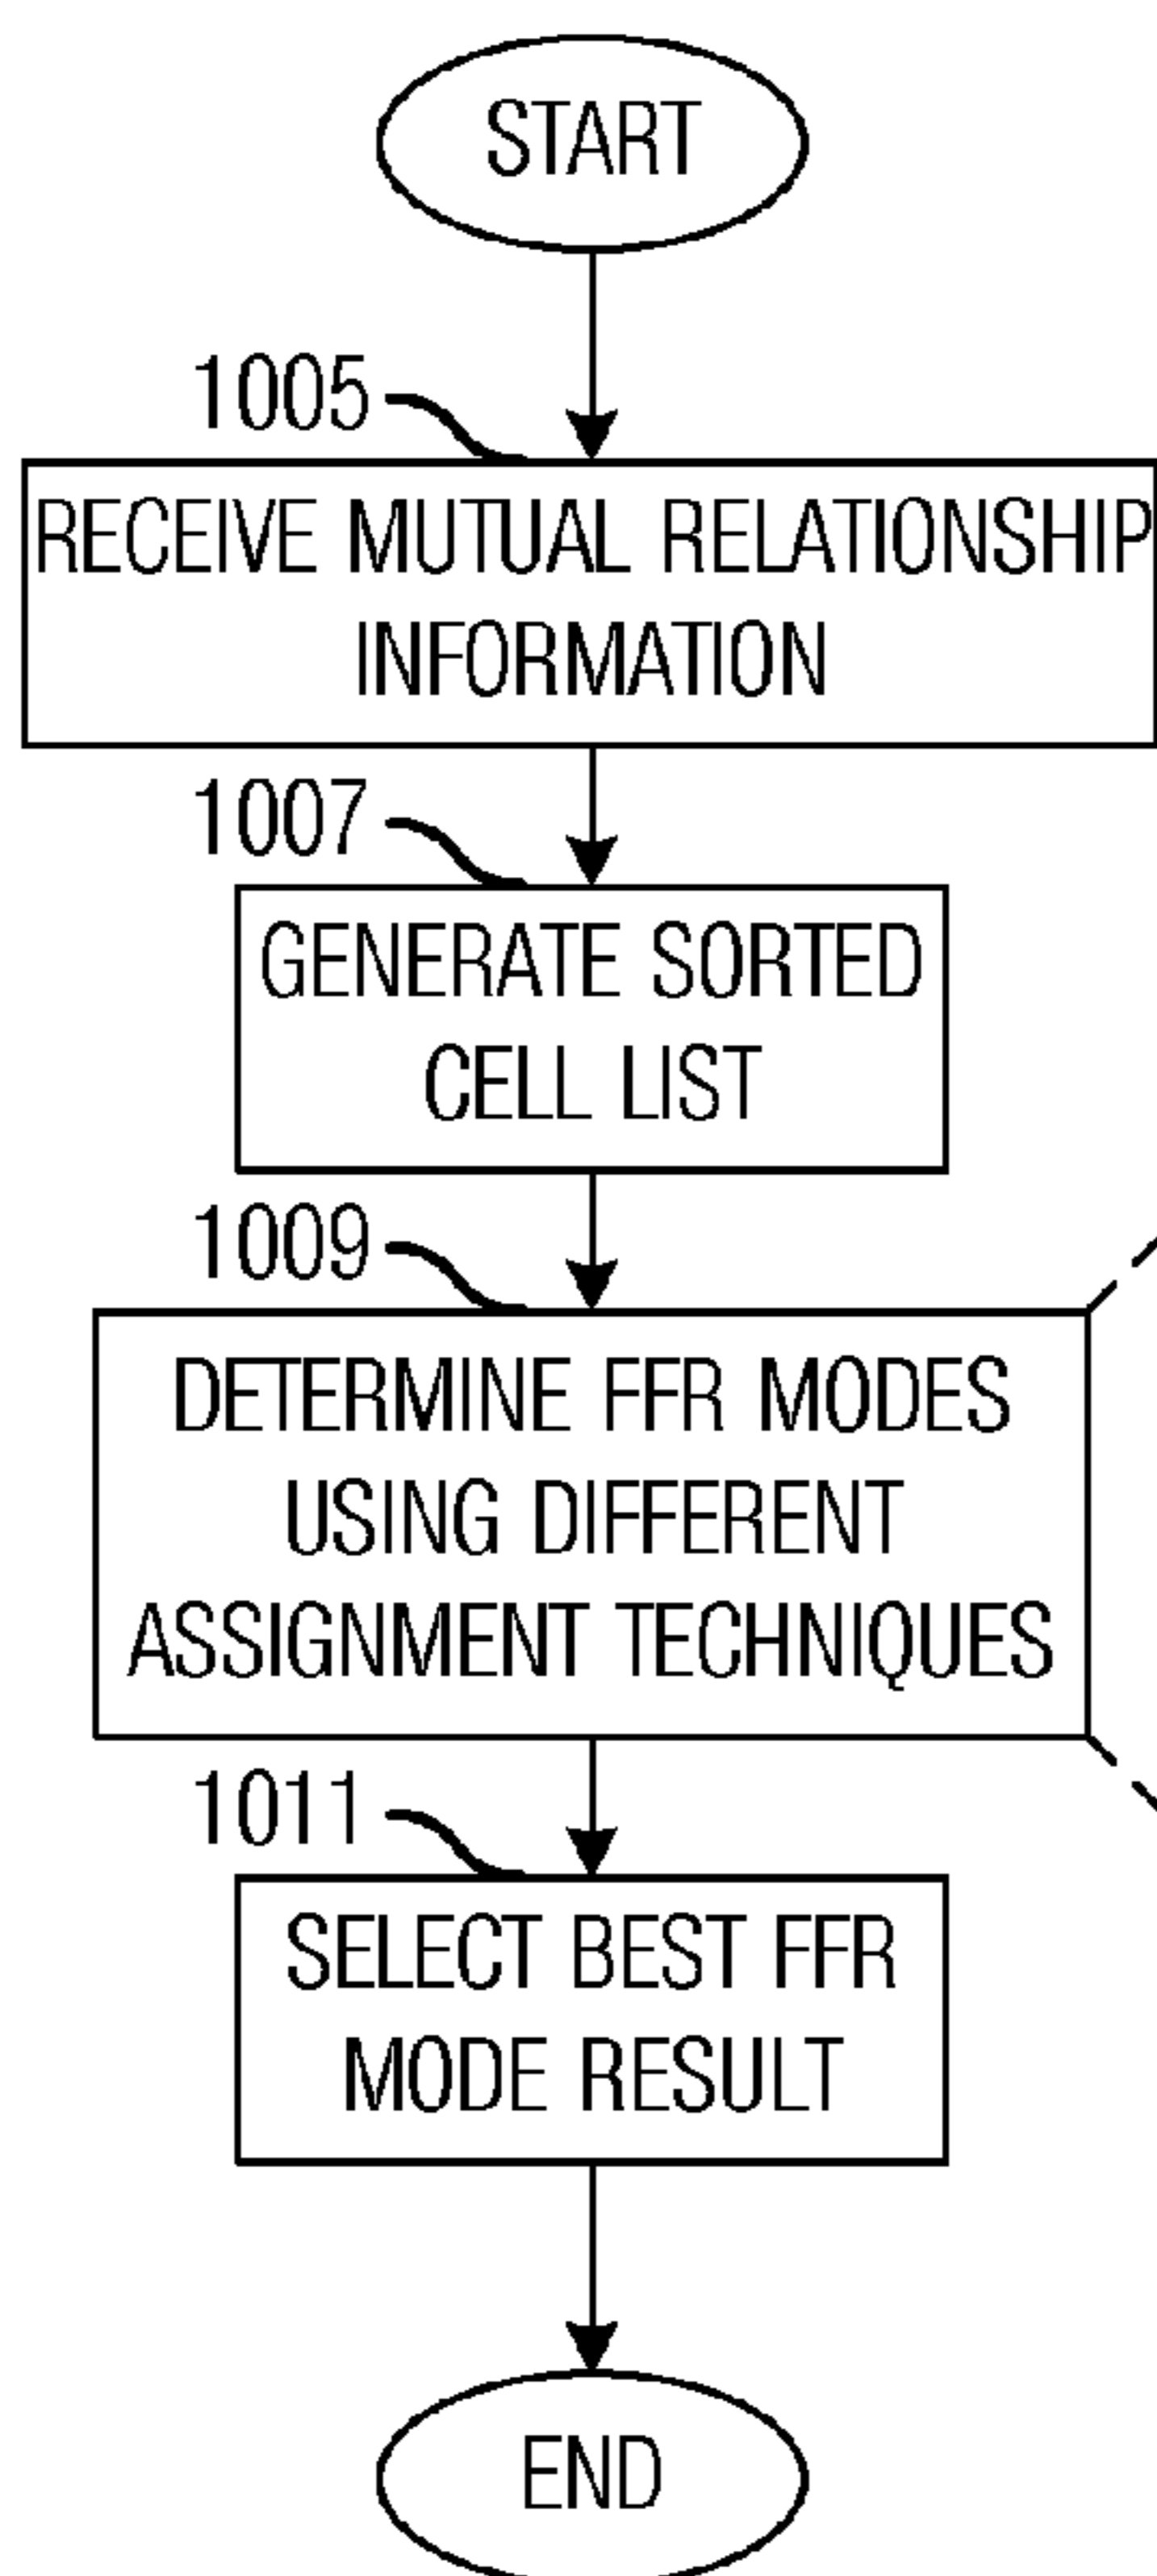 START
1005
RECEIVE MUTUAL RELATIONSHIP
INFORMATION
1007
GENERATE SORTED
CELL LIST
1009
DETERMINE FFR MODES
USING DIFFERENT
ASSIGNMENT TECHNIQUES
1011
SELECT BEST FFR
MODE RESULT
END